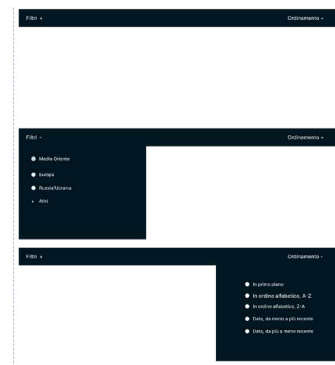 Filtri +
Ordinamento +
Filtri -
Ordinamento +
Medio Oriente
Europa
Russia/Ucraina
+ Altri
Filtri +
Ordinamento -
In primo piano
In ordine alfabetico, A-Z
In ordine alfabetico, Z-A
Data, da meno a più recente
Data, da più a meno recente